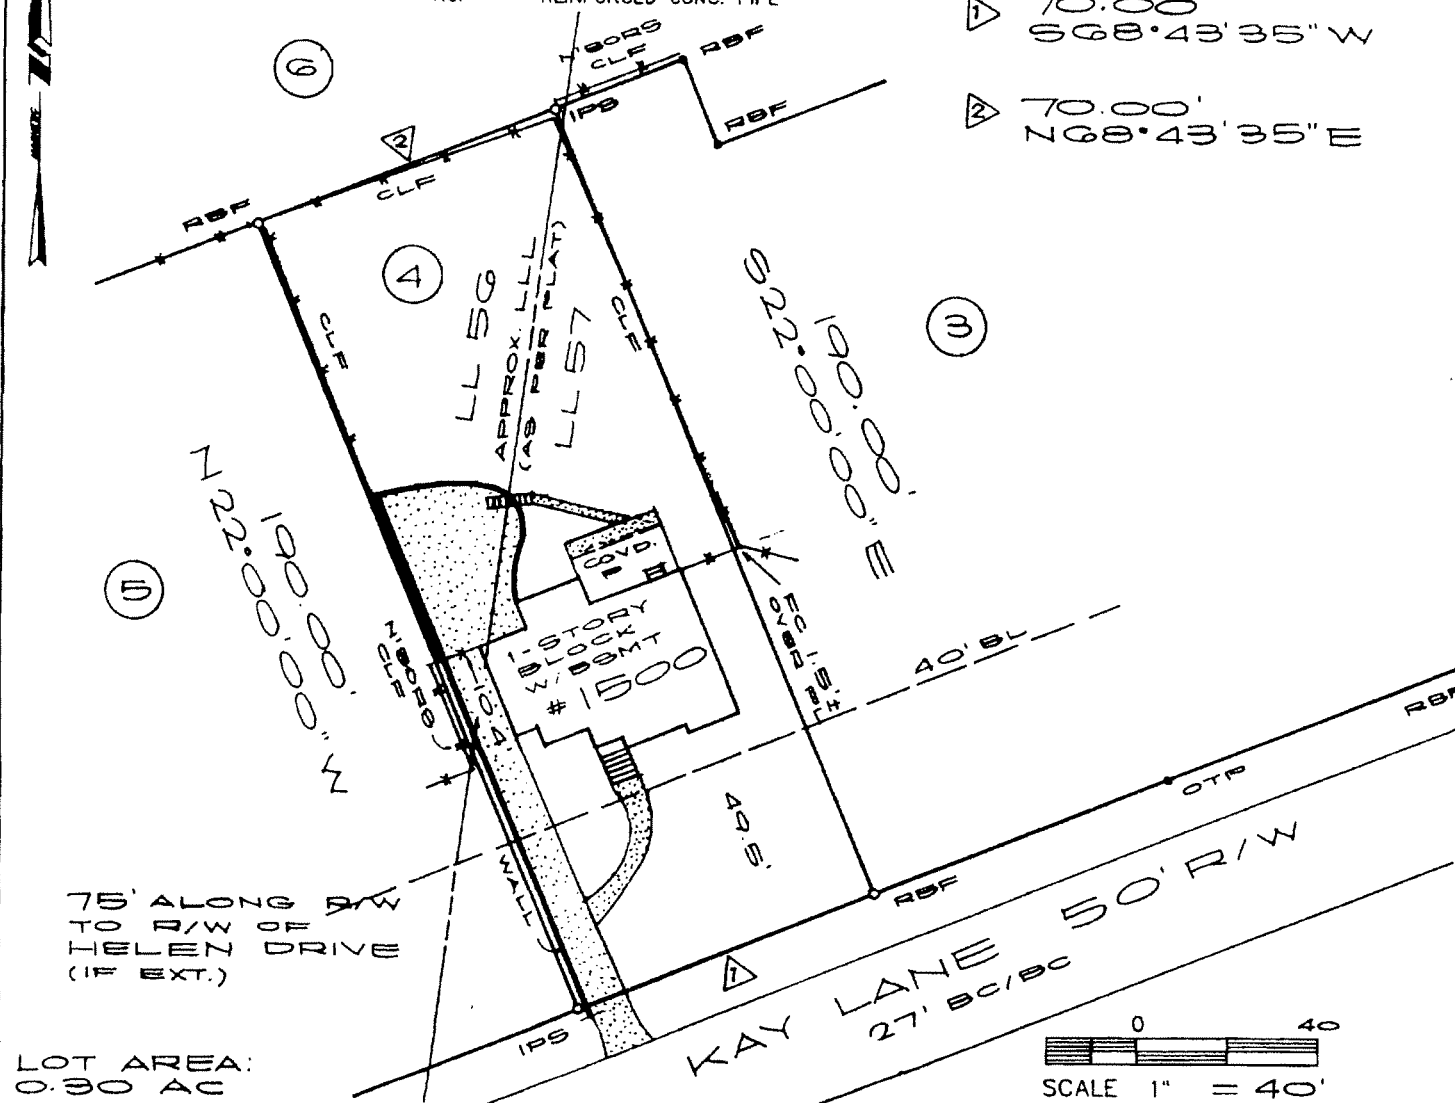 REINFORCED CONC. PIPE
1
70.00'
S68°43'35"W
2
70.00'
N68°43'35"E
6
N'BORS
CLF
RBF
IPS
RBF
2
CLF
RBF
4
LL 56
APPROX. LLL
(AS PER PLAT)
LL 57
CLF
CLF
S22°00'00"E
190.00'
3
N22°00'00"W
190.00'
5
COVD.
1-STORY
BLOCK
W/BSMT
#1500
N'BORS
CLF
10.4'
FC 1.5'±
OVER PL
40' BL
49.5'
WALL
OTP
RBF
RBF
75' ALONG R/W
TO R/W OF
HELEN DRIVE
(IF EXT.)
1
IPS
KAY LANE 50' R/W
27' BC/BC
LOT AREA:
0.30 AC
0 40
SCALE 1" = 40'